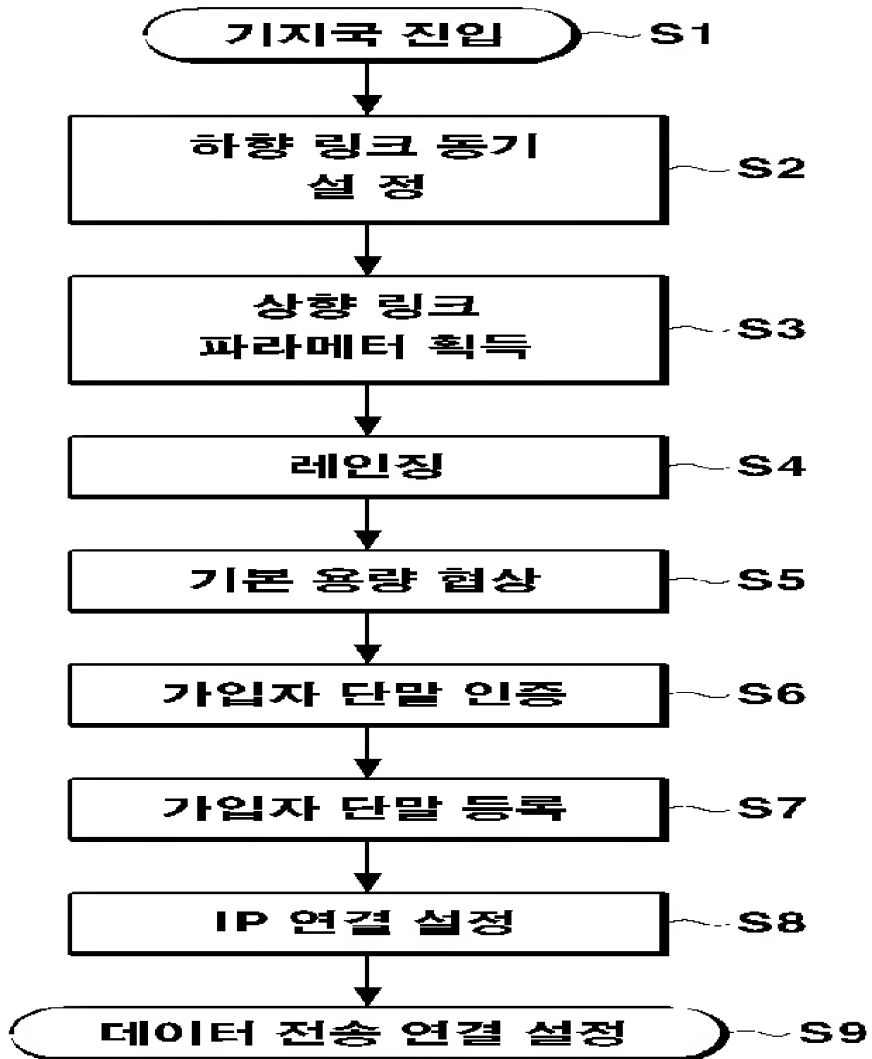 기지국 진입 S1
하향 링크 동기
설 정 S2
상향 링크
파라메터 획득 S3
레인징 S4
기본 용량 협상 S5
가입자 단말 인증 S6
가입자 단말 등록 S7
IP 연결 설정 S8
데이터 전송 연결 설정 S9